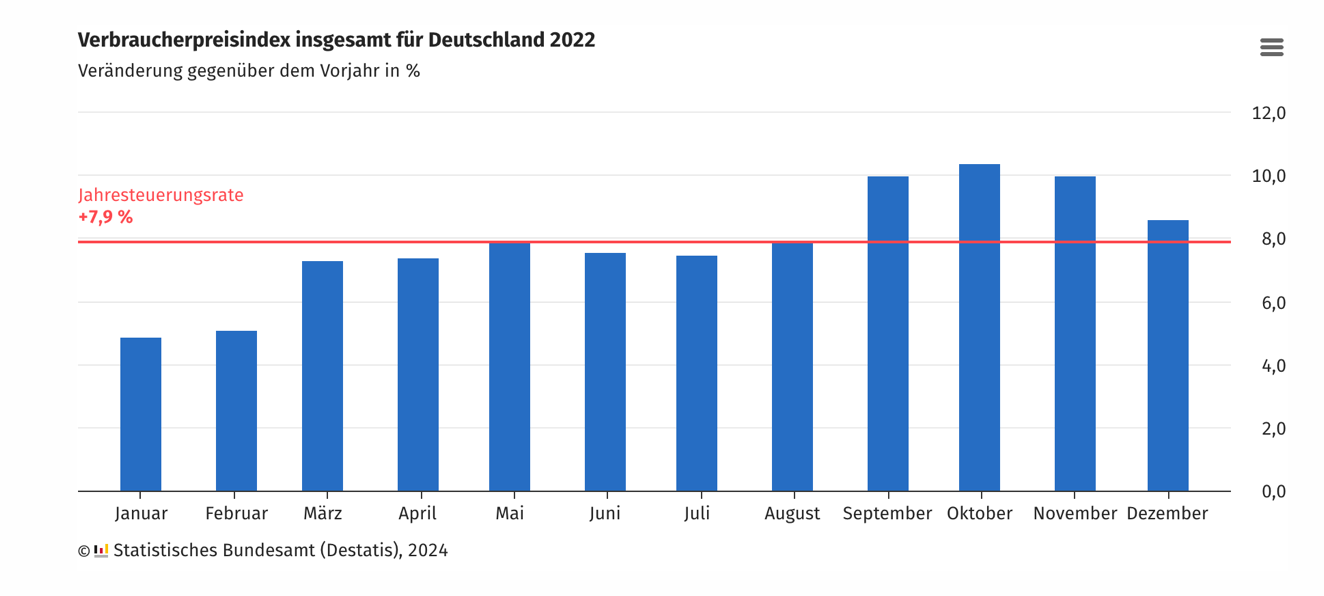 Verbraucherpreisindex insgesamt für Deutschland 2022
Veränderung gegenüber dem Vorjahr in %
12,0
10,0
Jahresteuerungsrate
+7,9 %
8,0
6,0
4,0
2,0
0,0
Januar Februar März April Mai Juni Juli August September Oktober November Dezember
© Statistisches Bundesamt (Destatis), 2024